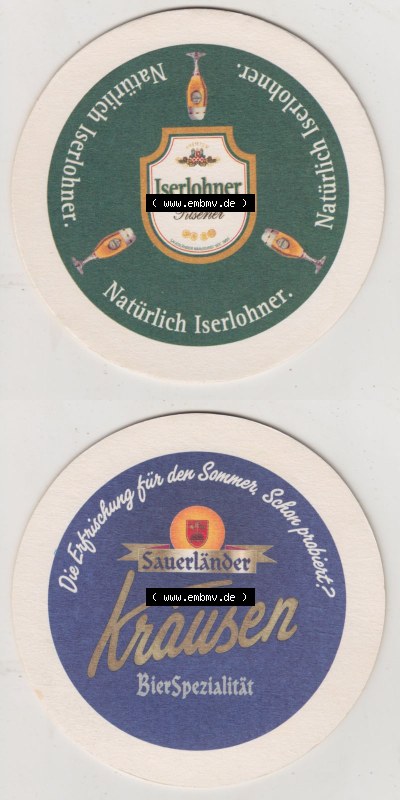 Natürlich Iserlohner.
Natürlich Iserlohner.
Iserlohner
( www.embmv.de )
Pilsener
Natürlich Iserlohner.
Die Erfrischung für den Sommer. Schon probiert?
Sauerländer
( www.embmv.de )
Kräusen
BierSpezialität